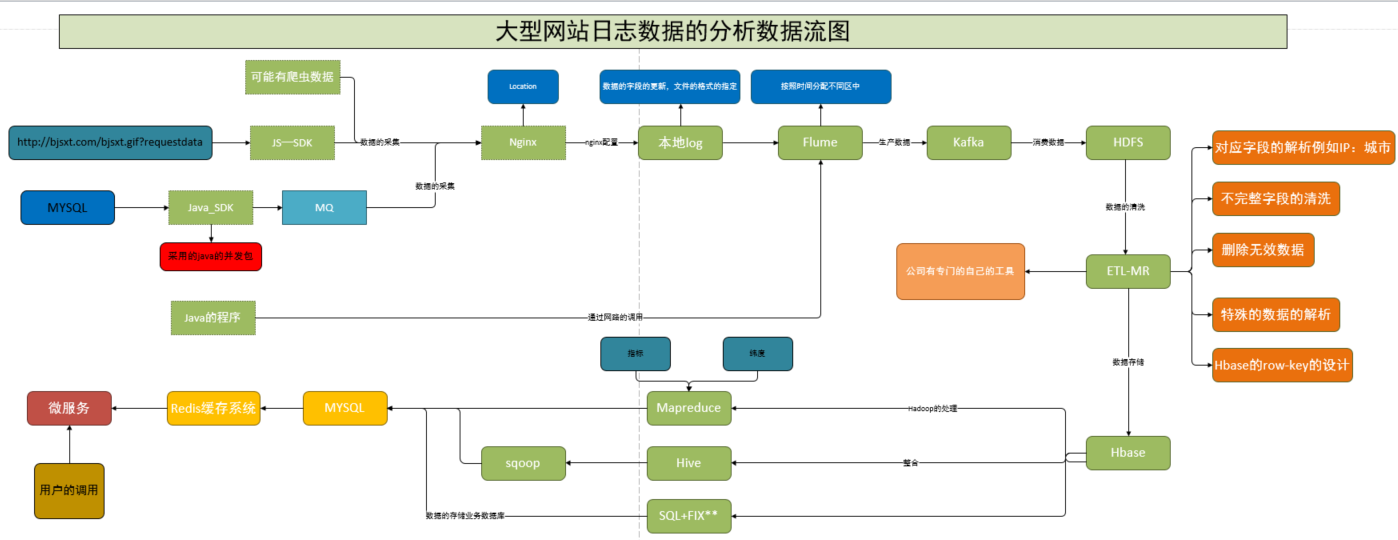 大型网站日志数据的分析数据流图
可能有爬虫数据
Location
数据的字段的更新，文件的格式的指定
按照时间分配不同区中
http://bjsxt.com/bjsxt.gif?requestdata
JS—SDK
数据的采集
Nginx
nginx配置
本地log
Flume
生产数据
Kafka
消费数据
HDFS
对应字段的解析例如IP：城市
数据的采集
MYSQL
Java_SDK
MQ
数据的清洗
不完整字段的清洗
采用的java的并发包
删除无效数据
公司有专门的自己的工具
ETL-MR
Java的程序
通过网路的调用
特殊的数据的解析
指标
纬度
数据存储
Hbase的row-key的设计
微服务
Redis缓存系统
MYSQL
Mapreduce
Hadoop的处理
sqoop
Hive
整合
Hbase
用户的调用
数据的存储业务数据库
SQL+FIX**